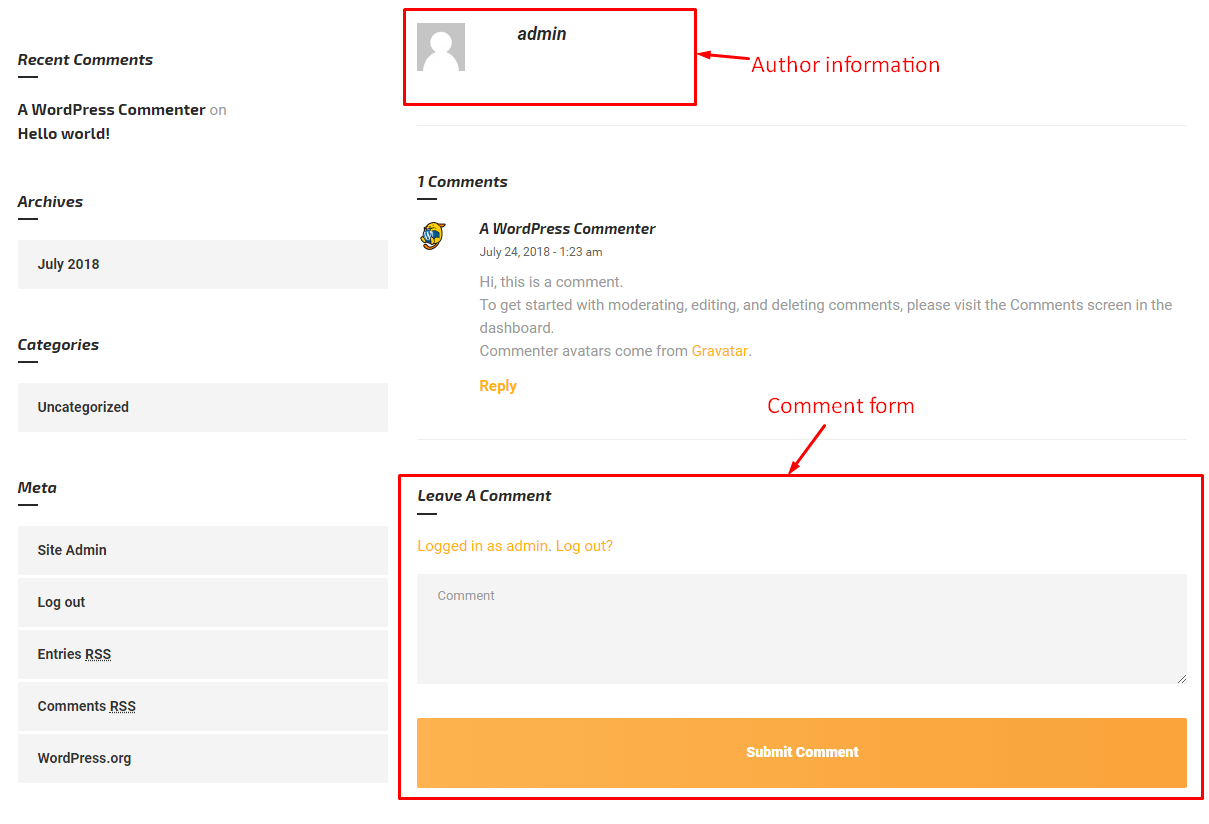 Recent Comments
A WordPress Commenter on
Hello world!
Archives
July 2018
Categories
Uncategorized
Meta
Site Admin
Log out
Entries RSS
Comments RSS
WordPress.org
admin
Author information
1 Comments
A WordPress Commenter
July 24, 2018 - 1:23 am
Hi, this is a comment.
To get started with moderating, editing, and deleting comments, please visit the Comments screen in the
dashboard.
Commenter avatars come from Gravatar.
Reply
Comment form
Leave A Comment
Logged in as admin. Log out?
Comment
Submit Comment